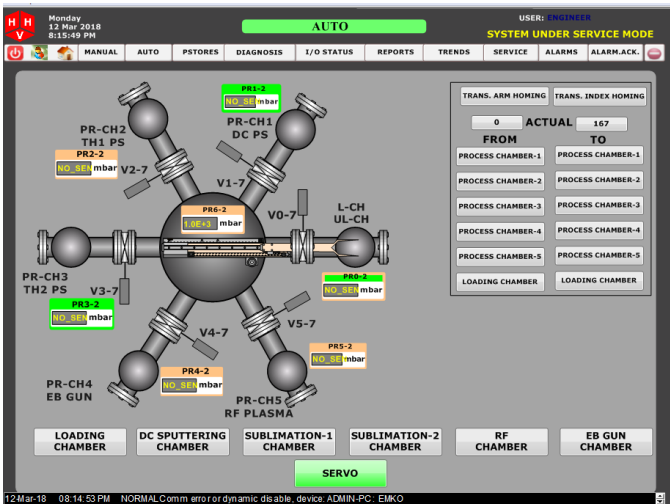 H H
V
Monday
12 Mar 2018
8:15:49 PM
AUTO
USER: ENGINEER
SYSTEM UNDER SERVICE MODE
MANUAL AUTO PSTORES DIAGNOSIS I/O STATUS REPORTS TRENDS SERVICE ALARMS ALARM.ACK.
PR1-2
NO_SEN mbar
PR-CH2
TH1 PS
PR-CH1
DC PS
PR2-2
NO_SEN mbar
V2-7
V1-7
PR6-2
1.0E+3 mbar
V0-7
L-CH
UL-CH
PR-CH3
TH2 PS
V3-7
PR0-2
NO_SEN mbar
PR3-2
NO_SEN mbar
V4-7
V5-7
PR4-2
NO_SEN mbar
PR5-2
NO_SEN mbar
PR-CH4
EB GUN
PR-CH5
RF PLASMA
TRANS. ARM HOMING TRANS. INDEX HOMING
0 ACTUAL 167
FROM TO
PROCESS CHAMBER-1 PROCESS CHAMBER-1
PROCESS CHAMBER-2 PROCESS CHAMBER-2
PROCESS CHAMBER-3 PROCESS CHAMBER-3
PROCESS CHAMBER-4 PROCESS CHAMBER-4
PROCESS CHAMBER-5 PROCESS CHAMBER-5
LOADING CHAMBER LOADING CHAMBER
LOADING
CHAMBER
DC SPUTTERING
CHAMBER
SUBLIMATION-1
CHAMBER
SUBLIMATION-2
CHAMBER
RF
CHAMBER
EB GUN
CHAMBER
SERVO
12-Mar-18 08:14:53 PM NORMAL Comm error or dynamic disable, device: ADMIN-PC: EMKO